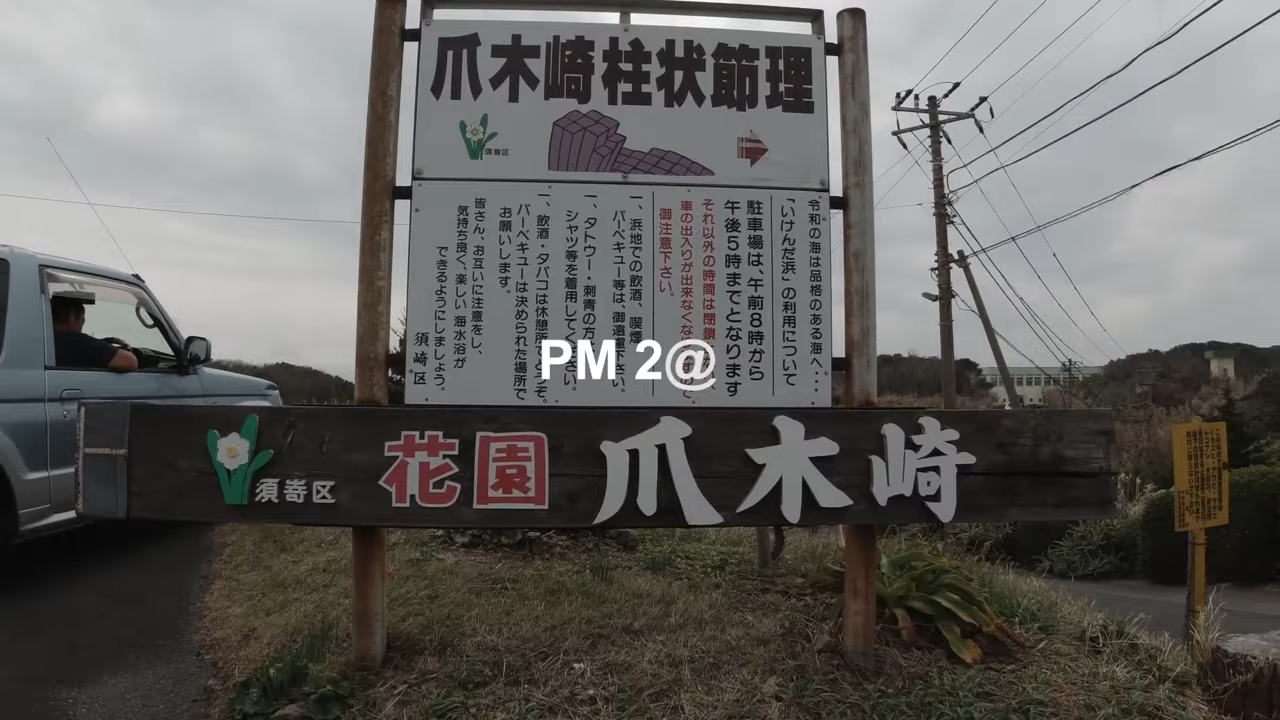 爪木崎柱状節理
須嵜区
令和の海は品格のある海へ・・・
「いけんだ浜」の利用について
駐車場は、午前8時から
午後5時までとなります
それ以外の時間は閉鎖
車の出入りが出来なくな
御注意下さい。
一、浜地での飲酒、喫煙
バーベキュー等は、御遠慮下さい。
一、タトゥー・刺青の方
シャツ等を着用してください。
一、飲酒・タバコは休憩所
バーベキューは決められた場所で
お願いします。
皆さん、お互いに注意をし、
気持ち良く、楽しい海水浴が
できるようにしましょう。
須崎区
PM 2@
須嵜区
花園 爪木崎